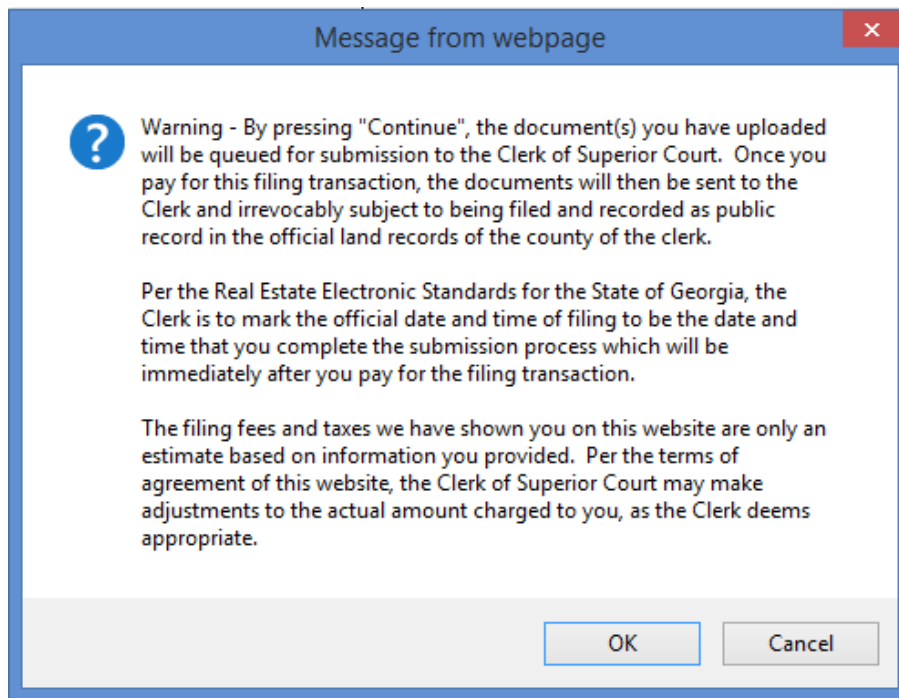 Message from webpage
Warning - By pressing "Continue", the document(s) you have uploaded
will be queued for submission to the Clerk of Superior Court.  Once you
pay for this filing transaction, the documents will then be sent to the
Clerk and irrevocably subject to being filed and recorded as public
record in the official land records of the county of the clerk.
Per the Real Estate Electronic Standards for the State of Georgia, the
Clerk is to mark the official date and time of filing to be the date and
time that you complete the submission process which will be
immediately after you pay for the filing transaction.
The filing fees and taxes we have shown you on this website are only an
estimate based on information you provided.  Per the terms of
agreement of this website, the Clerk of Superior Court may make
adjustments to the actual amount charged to you, as the Clerk deems
appropriate.
OK
Cancel